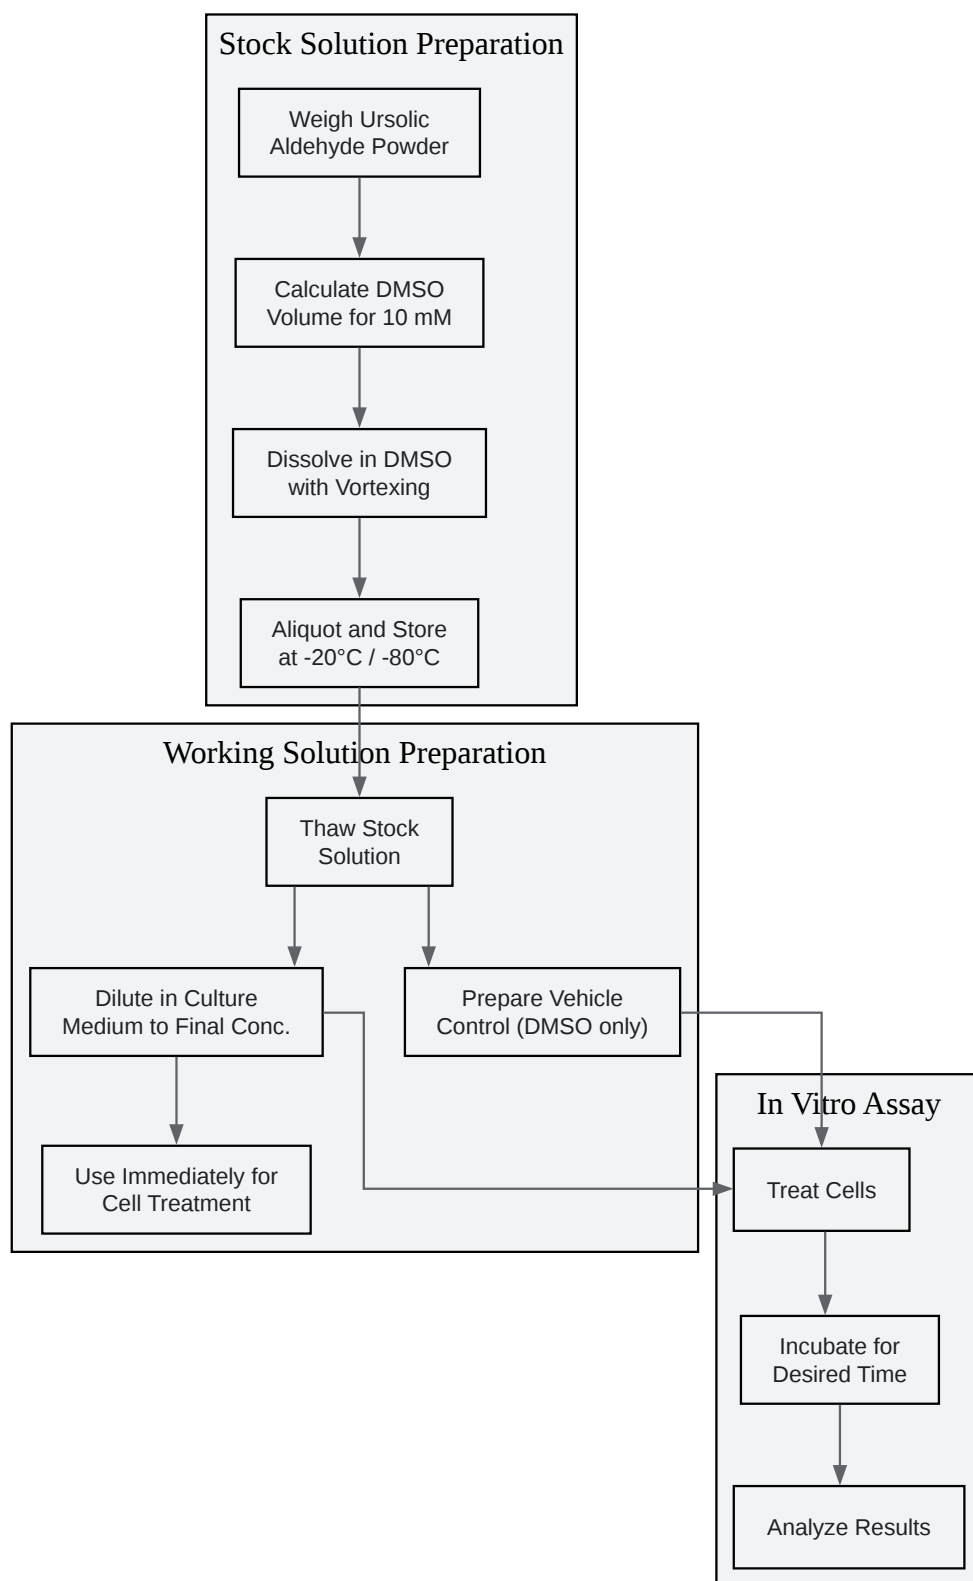 Stock Solution Preparation
Weigh Ursolic
Aldehyde Powder
Calculate DMSO
Volume for 10 mM
Dissolve in DMSO
with Vortexing
Aliquot and Store
at -20°C / -80°C
Working Solution Preparation
Thaw Stock
Solution
Dilute in Culture
Medium to Final Conc.
Prepare Vehicle
Control (DMSO only)
Use Immediately for
Cell Treatment
In Vitro Assay
Treat Cells
Incubate for
Desired Time
Analyze Results